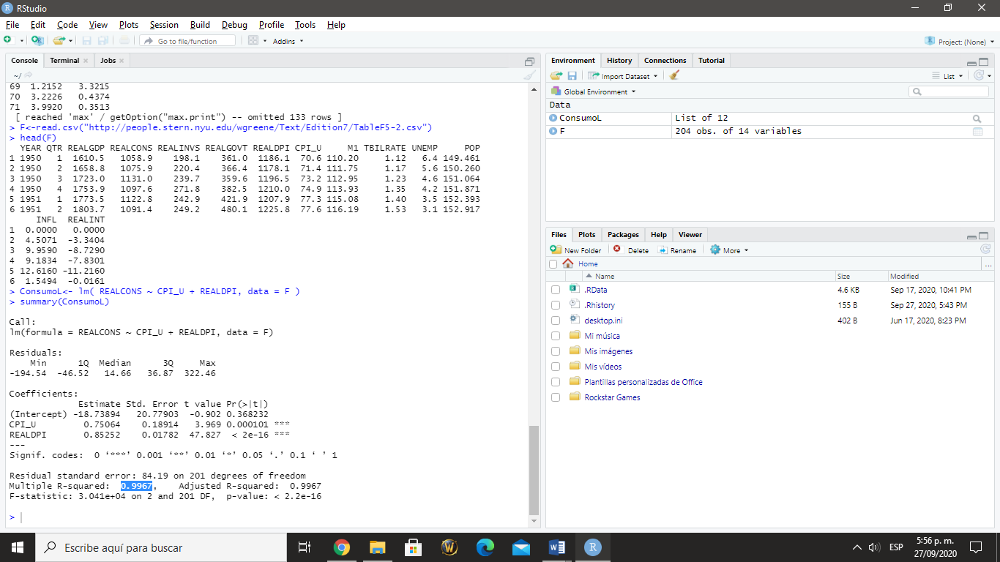 RStudio
File Edit Code View Plots Session Build Debug Profile Tools Help
Go to file/function Addins Project: (None)
Console Terminal Jobs
~/
69 1.2152 3.3215
70 3.2226 0.4374
71 3.9920 0.3513
[ reached 'max' / getOption("max.print") -- omitted 133 rows ]
> F<-read.csv("http://people.stern.nyu.edu/wgreene/Text/Edition7/TableF5-2.csv")
> head(F)
YEAR QTR REALGDP REALCONS REALINVS REALGOVT REALDPI CPI_U M1 TBILRATE UNEMP POP
1 1950 1 1610.5 1058.9 198.1 361.0 1186.1 70.6 110.20 1.12 6.4 149.461
2 1950 2 1658.8 1075.9 220.4 366.4 1178.1 71.4 111.75 1.17 5.6 150.260
3 1950 3 1723.0 1131.0 239.7 359.6 1196.5 73.2 112.95 1.23 4.6 151.064
4 1950 4 1753.9 1097.6 271.8 382.5 1210.0 74.9 113.93 1.35 4.2 151.871
5 1951 1 1773.5 1122.8 242.9 421.9 1207.9 77.3 115.08 1.40 3.5 152.393
6 1951 2 1803.7 1091.4 249.2 480.1 1225.8 77.6 116.19 1.53 3.1 152.917
INFL REALINT
1 0.0000 0.0000
2 4.5071 -3.3404
3 9.9590 -8.7290
4 9.1834 -7.8301
5 12.6160 -11.2160
6 1.5494 -0.0161
> ConsumoL<- lm( REALCONS ~ CPI_U + REALDPI, data = F )
> summary(ConsumoL)
Call:
lm(formula = REALCONS ~ CPI_U + REALDPI, data = F)
Residuals:
Min 1Q Median 3Q Max
-194.54 -46.52 14.66 36.87 322.46
Coefficients:
Estimate Std. Error t value Pr(>|t|)
(Intercept) -18.73894 20.77903 -0.902 0.368232
CPI_U 0.75064 0.18914 3.969 0.000101 ***
REALDPI 0.85252 0.01782 47.827 < 2e-16 ***
---
Signif. codes: 0 ‘***’ 0.001 ‘**’ 0.01 ‘*’ 0.05 ‘.’ 0.1 ‘ ’ 1
Residual standard error: 84.19 on 201 degrees of freedom
Multiple R-squared: 0.9967, Adjusted R-squared: 0.9967
F-statistic: 3.041e+04 on 2 and 201 DF, p-value: < 2.2e-16
>
Environment History Connections Tutorial
Import Dataset List
Global Environment
Data
ConsumoL List of 12
F 204 obs. of 14 variables
Files Plots Packages Help Viewer
New Folder Delete Rename More
Home ...
Name Size Modified
.RData 4.6 KB Sep 17, 2020, 10:41 PM
.Rhistory 155 B Sep 27, 2020, 5:43 PM
desktop.ini 402 B Jun 17, 2020, 8:23 PM
Mi música
Mis imágenes
Mis vídeos
Plantillas personalizadas de Office
Rockstar Games
Escribe aquí para buscar ESP 5:56 p. m.
27/09/2020